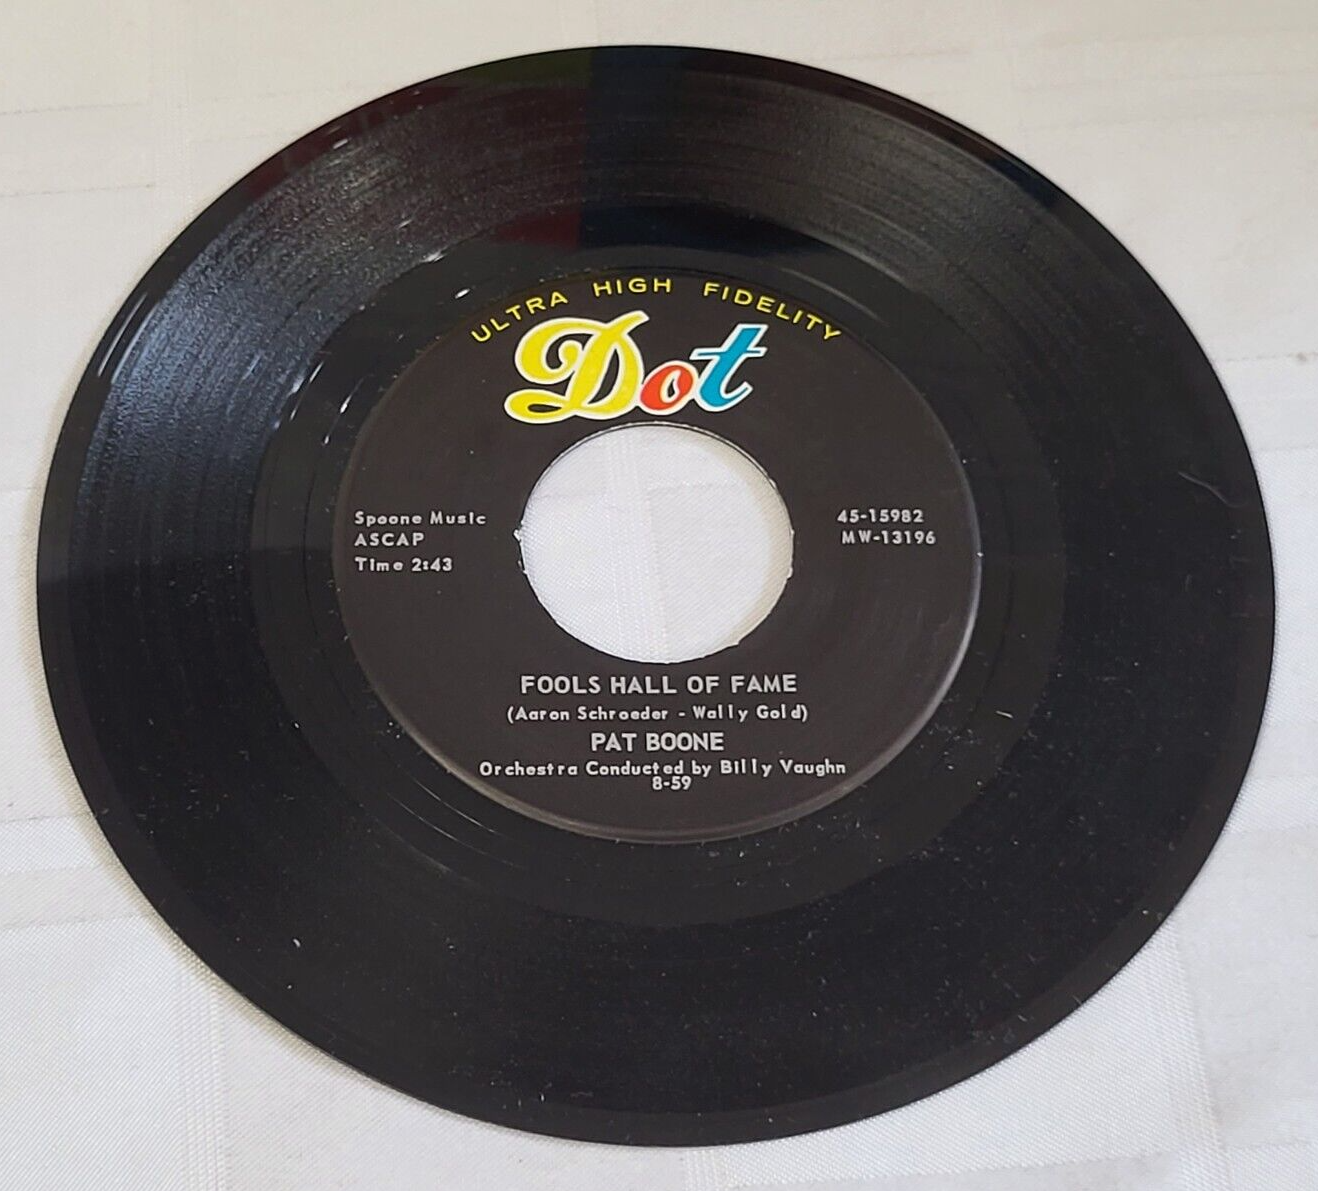 ULTRA HIGH FIDELITY
Dot
Spoone Music
ASCAP
Time 2:43
45-15982
MW-13196
FOOLS HALL OF FAME
(Aaron Schroeder - Wally Gold)
PAT BOONE
Orchestra Conducted by Billy Vaughn
8-59